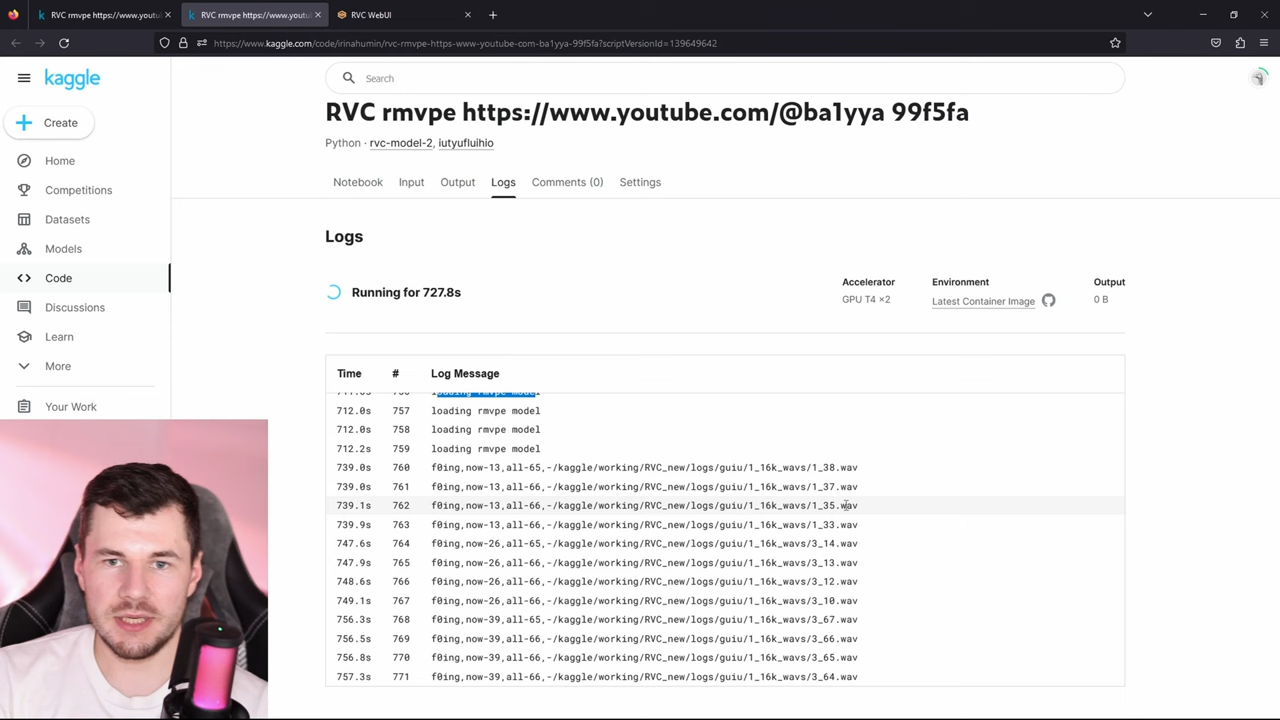 RVC rmvpe https://www.youtu
RVC rmvpe https://www.youtu
RVC WebUI
https://www.kaggle.com/code/irinahumin/rvc-rmvpe-https-www-youtube-com-ba1yya-99f5fa?scriptVersionId=139649642
kaggle
Search
Create
Home
Competitions
Datasets
Models
Code
Discussions
Learn
More
Your Work
RVC rmvpe https://www.youtube.com/@ba1yya 99f5fa
Python · rvc-model-2, iutyufluihio
Notebook Input Output Logs Comments (0) Settings
Logs
Running for 727.8s
Accelerator Environment Output
GPU T4 ×2 Latest Container Image 0 B
Time # Log Message
loading rmvpe model
712.0s 757 loading rmvpe model
712.0s 758 loading rmvpe model
712.2s 759 loading rmvpe model
739.0s 760 f0ing,now-13,all-65,-/kaggle/working/RVC_new/logs/guiu/1_16k_wavs/1_38.wav
739.0s 761 f0ing,now-13,all-66,-/kaggle/working/RVC_new/logs/guiu/1_16k_wavs/1_37.wav
739.1s 762 f0ing,now-13,all-66,-/kaggle/working/RVC_new/logs/guiu/1_16k_wavs/1_35.wav
739.9s 763 f0ing,now-13,all-66,-/kaggle/working/RVC_new/logs/guiu/1_16k_wavs/1_33.wav
747.6s 764 f0ing,now-26,all-65,-/kaggle/working/RVC_new/logs/guiu/1_16k_wavs/3_14.wav
747.9s 765 f0ing,now-26,all-66,-/kaggle/working/RVC_new/logs/guiu/1_16k_wavs/3_13.wav
748.6s 766 f0ing,now-26,all-66,-/kaggle/working/RVC_new/logs/guiu/1_16k_wavs/3_12.wav
749.1s 767 f0ing,now-26,all-66,-/kaggle/working/RVC_new/logs/guiu/1_16k_wavs/3_10.wav
756.3s 768 f0ing,now-39,all-65,-/kaggle/working/RVC_new/logs/guiu/1_16k_wavs/3_67.wav
756.5s 769 f0ing,now-39,all-66,-/kaggle/working/RVC_new/logs/guiu/1_16k_wavs/3_66.wav
756.8s 770 f0ing,now-39,all-66,-/kaggle/working/RVC_new/logs/guiu/1_16k_wavs/3_65.wav
757.3s 771 f0ing,now-39,all-66,-/kaggle/working/RVC_new/logs/guiu/1_16k_wavs/3_64.wav